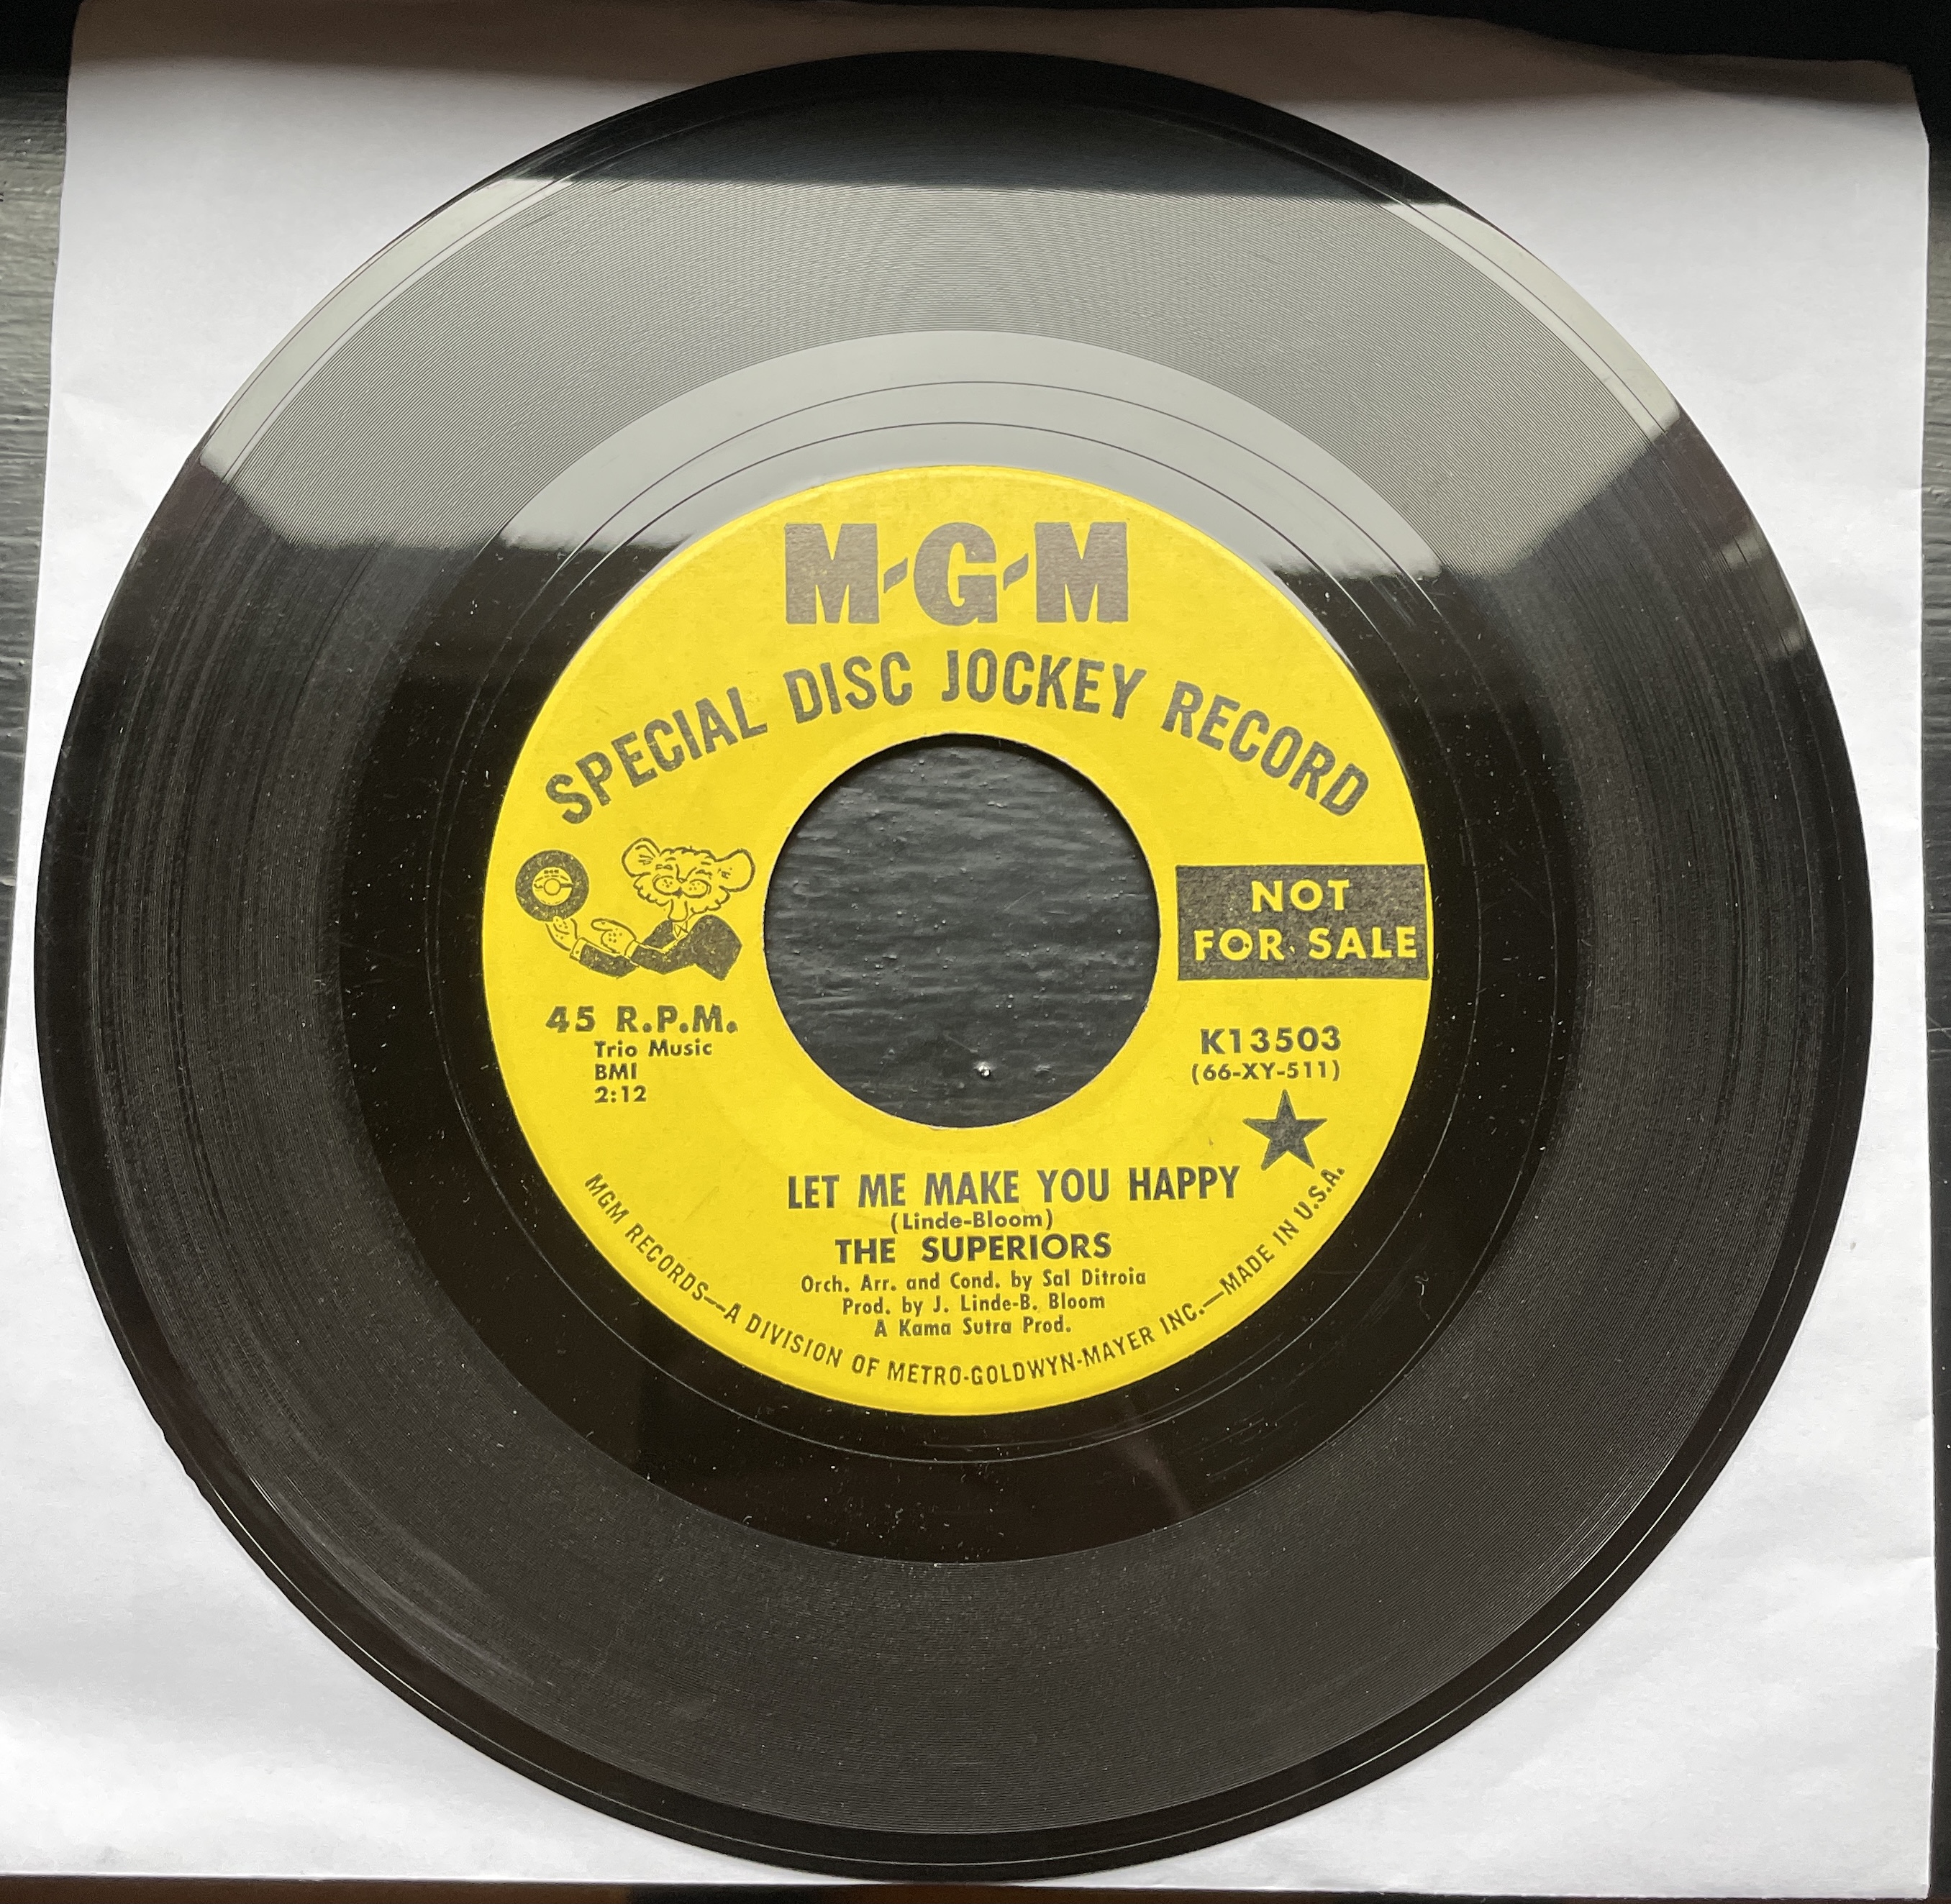 M-G-M
SPECIAL DISC JOCKEY RECORD
NOT
FOR SALE
45 R.P.M.
Trio Music
BMI
2:12
K13503
(66-XY-511)
LET ME MAKE YOU HAPPY
(Linde-Bloom)
THE SUPERIORS
Orch. Arr. and Cond. by Sal Ditroia
Prod. by J. Linde-B. Bloom
A Kama Sutra Prod.
MGM RECORDS—A DIVISION OF METRO-GOLDWYN-MAYER INC.—MADE IN U.S.A.